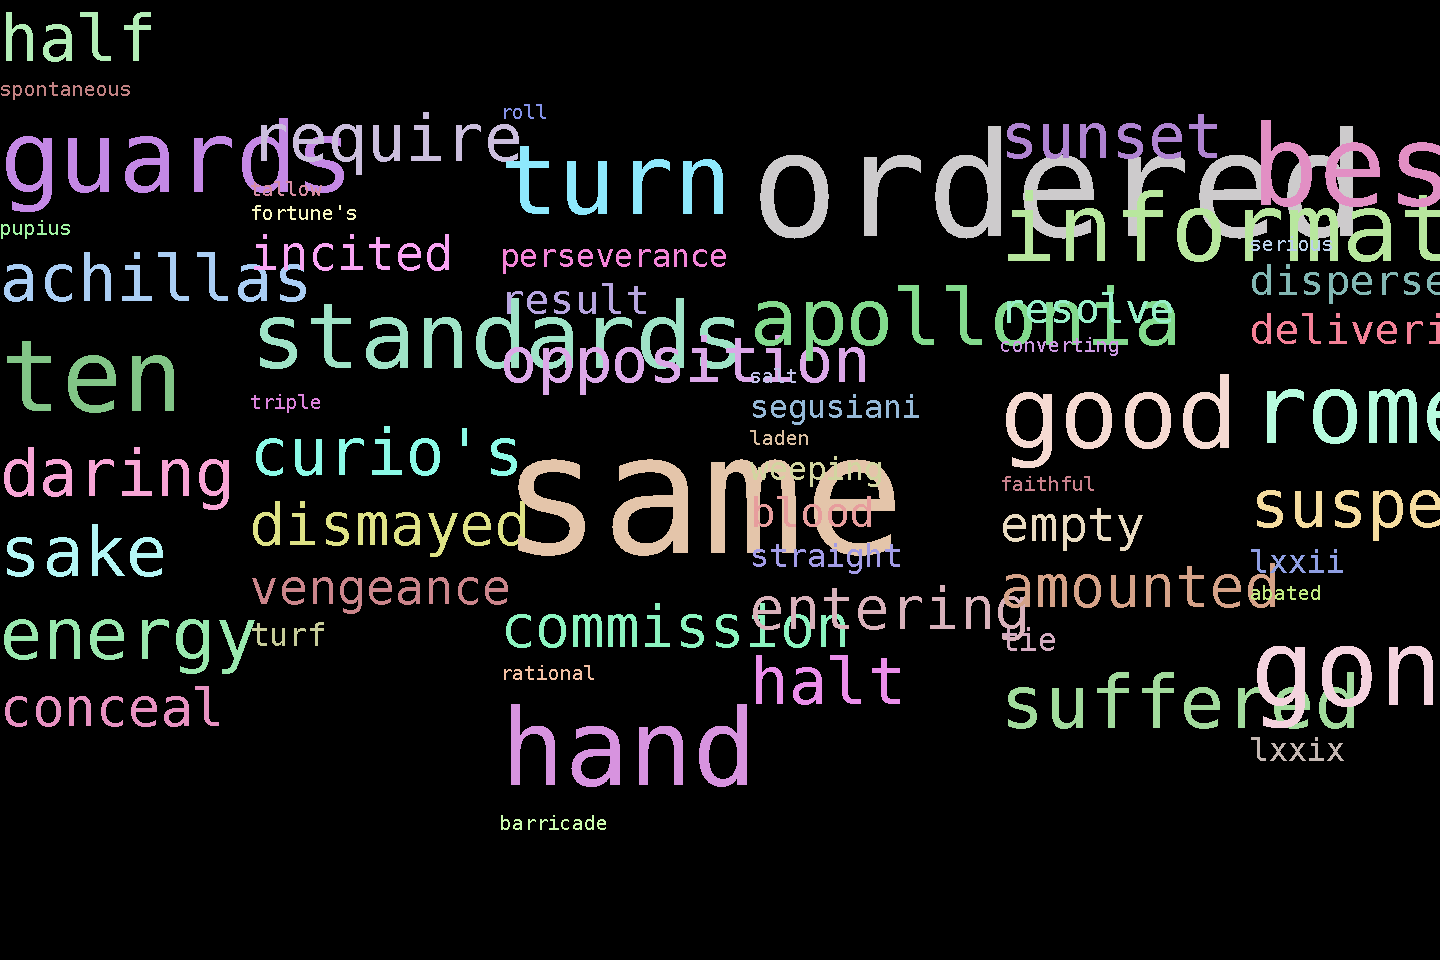 half
spontaneous
guards
pupius
achillas
ten
daring
sake
energy
conceal
require
tallow
fortune's
incited
standards
triple
curio's
dismayed
vengeance
turf
roll
turn
perseverance
result
opposition
same
commission
rational
hand
barricade
ordered
apollonia
salt
segusiani
laden
weeping
blood
straight
entering
halt
sunset
informat
resolve
converting
good
faithful
empty
amounted
tie
suffered
bes
serious
disperse
deliveri
rome
suspe
lxxii
abated
gon
lxxix